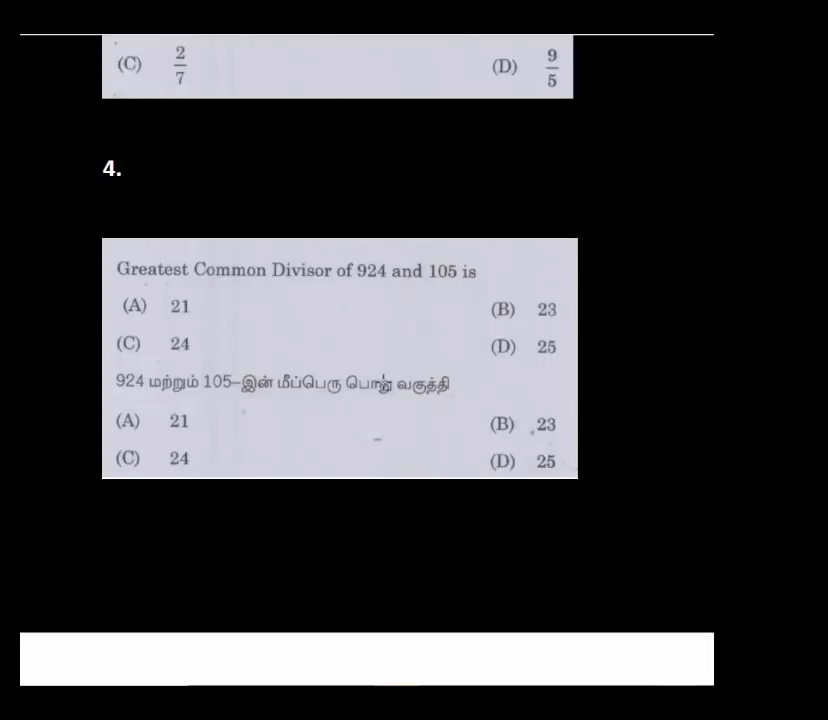 (C) 2/7 (D) 9/5
4.
Greatest Common Divisor of 924 and 105 is
(A) 21 (B) 23
(C) 24 (D) 25
924 மற்றும் 105–இன் மீப்பெரு பொது வகுத்தி
(A) 21 (B) 23
(C) 24 (D) 25